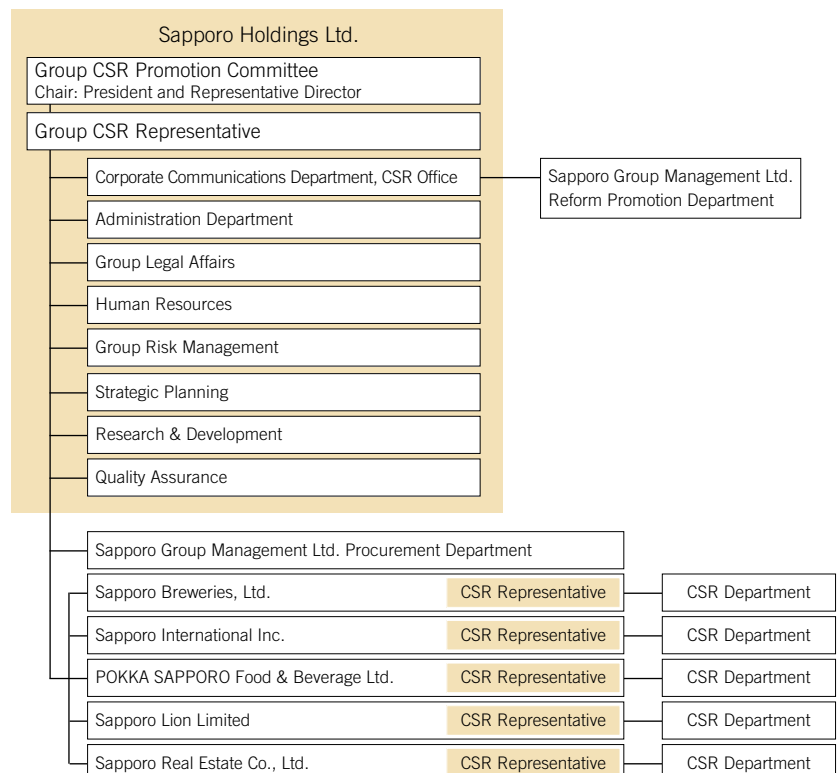 Sapporo Holdings Ltd.
Group CSR Promotion Committee
Chair: President and Representative Director
Group CSR Representative
Corporate Communications Department, CSR Office
Sapporo Group Management Ltd.
Reform Promotion Department
Administration Department
Group Legal Affairs
Human Resources
Group Risk Management
Strategic Planning
Research & Development
Quality Assurance
Sapporo Group Management Ltd. Procurement Department
Sapporo Breweries, Ltd. CSR Representative CSR Department
Sapporo International Inc. CSR Representative CSR Department
POKKA SAPPORO Food & Beverage Ltd. CSR Representative CSR Department
Sapporo Lion Limited CSR Representative CSR Department
Sapporo Real Estate Co., Ltd. CSR Representative CSR Department